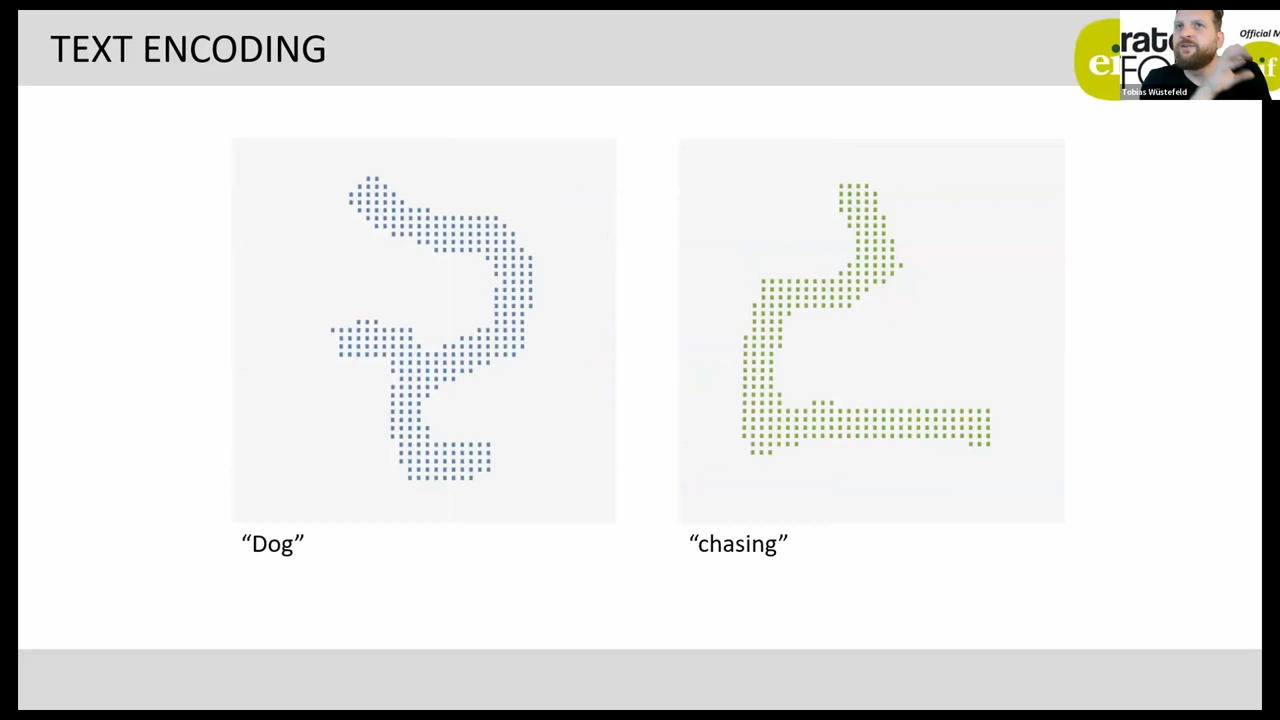 TEXT ENCODING
Official M
Tobias Wüstefeld
“Dog”
“chasing”